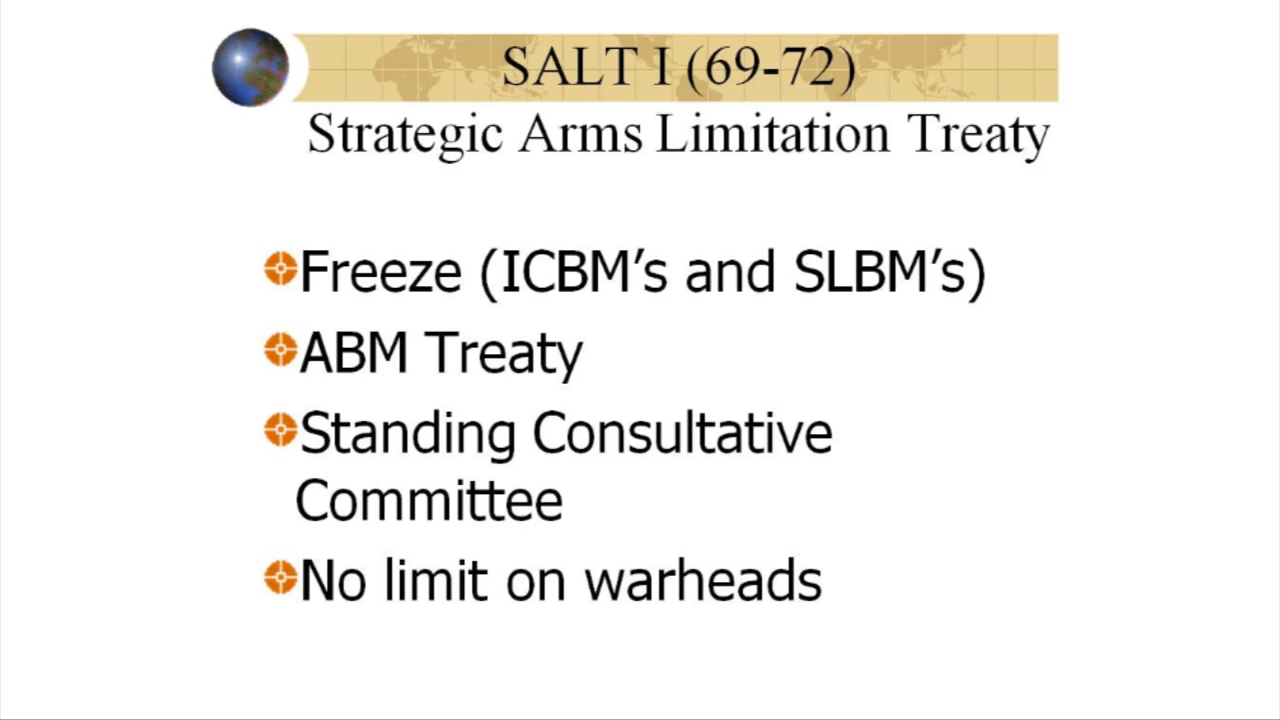 SALT I (69-72)
Strategic Arms Limitation Treaty
Freeze (ICBM’s and SLBM’s)
ABM Treaty
Standing Consultative
Committee
No limit on warheads